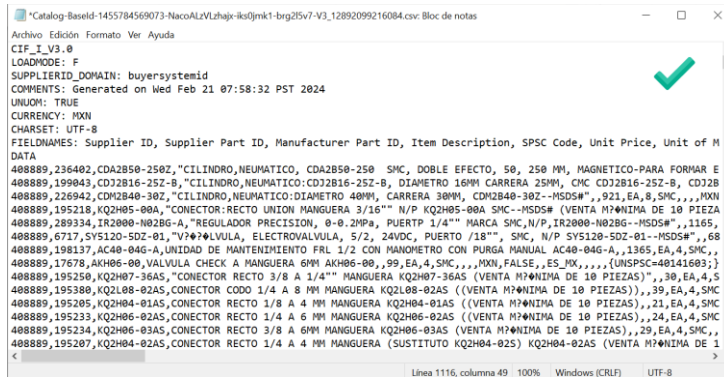 *Catalog-BaseId-1455784569073-NacoALzVLzhajx-iks0jmk1-brg2l5v7-V3_12892099216084.csv: Bloc de notas
Archivo Edición Formato Ver Ayuda
CIF_I_V3.0
LOADMODE: F
SUPPLIERID_DOMAIN: buyersystemid
COMMENTS: Generated on Wed Feb 21 07:58:32 PST 2024
UNUOM: TRUE
CURRENCY: MXN
CHARSET: UTF-8
FIELDNAMES: Supplier ID, Supplier Part ID, Manufacturer Part ID, Item Description, SPSC Code, Unit Price, Unit of M
DATA
408889,236402,CDA2B50-250Z,"CILINDRO,NEUMATICO, CDA2B50-250  SMC, DOBLE EFECTO, 50, 250 MM, MAGNETICO-PARA FORMAR E
408889,199043,CDJ2B16-25Z-B,"CILINDRO,NEUMATICO:CDJ2B16-25Z-B, DIAMETRO 16MM CARRERA 25MM, CMC CDJ2B16-25Z-B, CDJ2B
408889,226942,CDM2B40-30Z,"CILINDRO,NEUMATICO:DIAMETRO 40MM, CARRERA 30MM, CDM2B40-30Z--MSDS#",,921,EA,8,SMC,,,,MXN
408889,195218,KQ2H05-00A,"CONECTOR:RECTO UNION MANGUERA 3/16"" N/P KQ2H05-00A SMC--MSDS# (VENTA M?�NIMA DE 10 PIEZA
408889,289334,IR2000-N02BG-A,"REGULADOR PRECISION, 0-0.2MPa, PUERTP 1/4"" MARCA SMC,N/P,IR2000-N02BG--MSDS#",,1165,
408889,6717,SY5120-5DZ-01,"V?�LVULA, ELECTROVALVULA, 5/2, 24VDC, PUERTO /18"", SMC, N/P SY5120-5DZ-01--MSDS#",,68
408889,198137,AC40-04G-A,UNIDAD DE MANTENIMIENTO FRL 1/2 CON MANOMETRO CON PURGA MANUAL AC40-04G-A,,1365,EA,4,SMC,,
408889,17678,AKH06-00,VALVULA CHECK A MANGUERA 6MM AKH06-00,,99,EA,4,SMC,,,,MXN,FALSE,,ES_MX,,,,,{UNSPSC=40141603;}
408889,195250,KQ2H07-36AS,"CONECTOR RECTO 3/8 A 1/4"" MANGUERA KQ2H07-36AS (VENTA M?�NIMA DE 10 PIEZAS)",,30,EA,4,S
408889,195380,KQ2L08-02AS,CONECTOR CODO 1/4 A 8 MM MANGUERA KQ2L08-02AS ((VENTA M?�NIMA DE 10 PIEZAS)),,39,EA,4,SMC
408889,195205,KQ2H04-01AS,CONECTOR RECTO 1/8 A 4 MM MANGUERA KQ2H04-01AS ((VENTA M?�NIMA DE 10 PIEZAS),,21,EA,4,SMC
408889,195233,KQ2H06-02AS,CONECTOR RECTO 1/4 A 6 MM MANGUERA KQ2H06-02AS ((VENTA M?�NIMA DE 10 PIEZAS),,24,EA,4,SMC
408889,195234,KQ2H06-03AS,CONECTOR RECTO 3/8 A 6MM MANGUERA KQ2H06-03AS (VENTA M?�NIMA DE 10 PIEZAS),,29,EA,4,SMC,,
408889,195207,KQ2H04-02AS,CONECTOR RECTO 1/4 A 4 MM MANGUERA (SUSTITUTO KQ2H04-02S) KQ2H04-02AS (VENTA M?�NIMA DE 1
Línea 1116, columna 49 100% Windows (CRLF) UTF-8